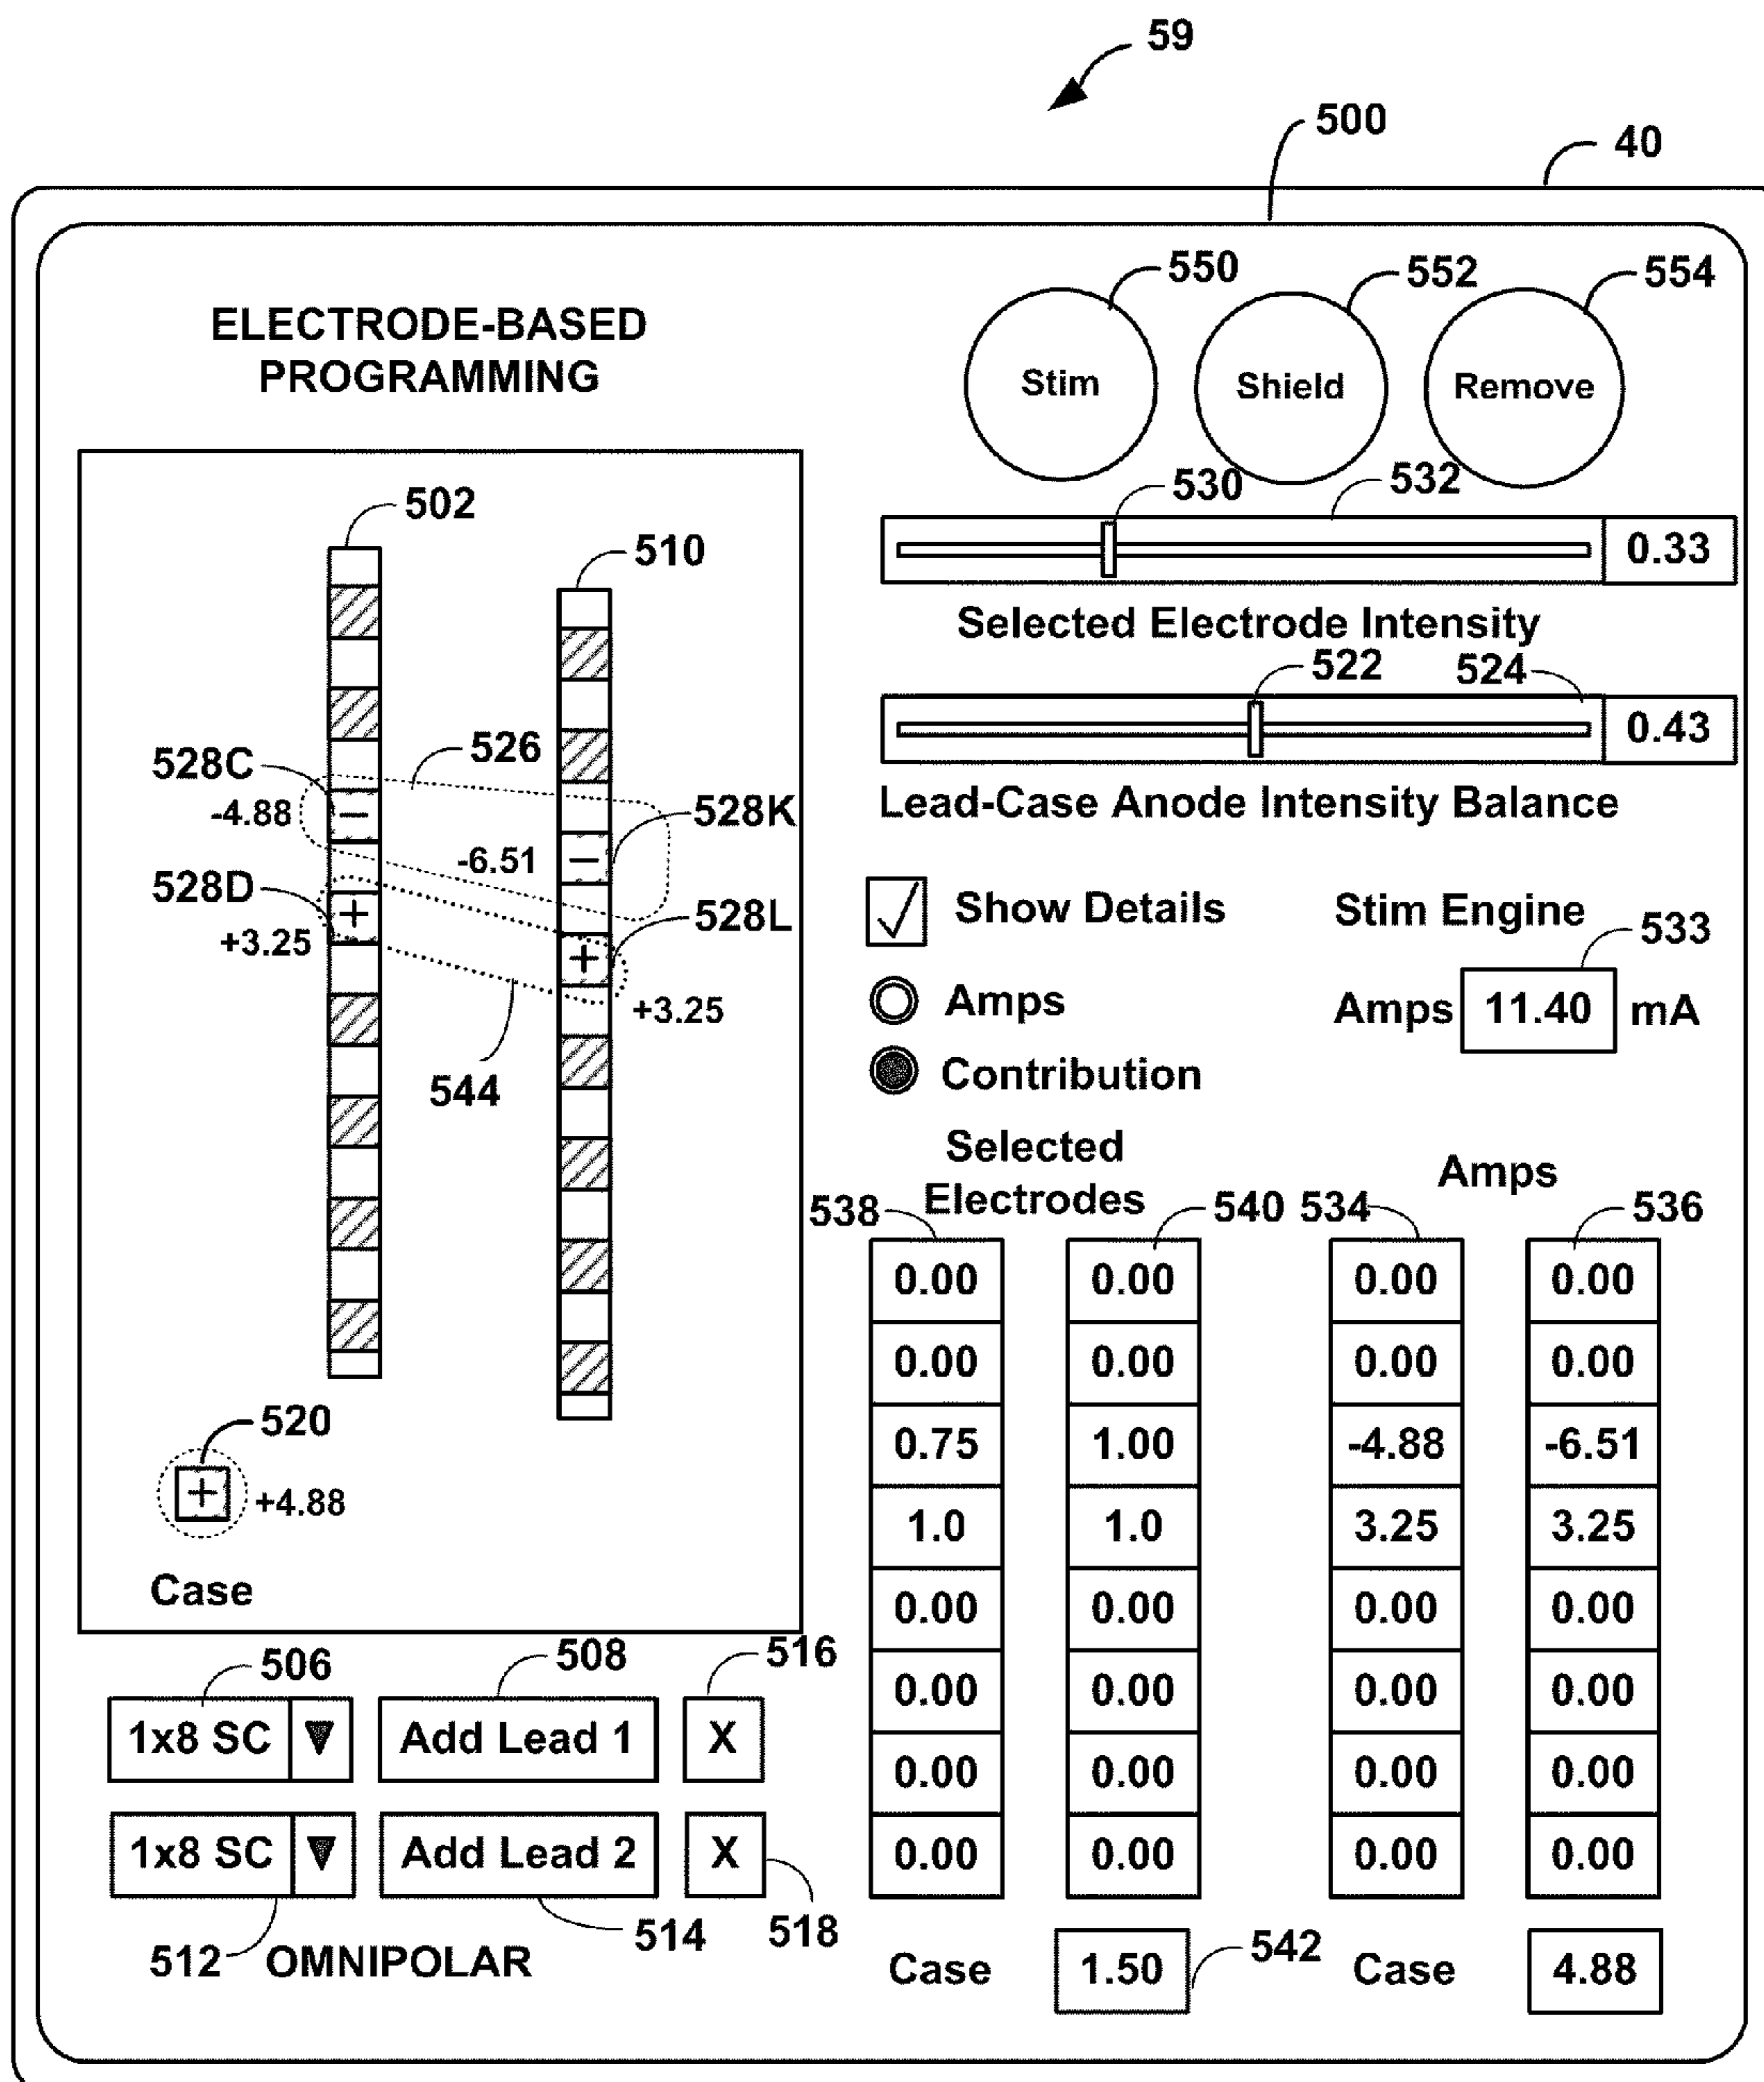 59
500
40
550
552
554
ELECTRODE-BASED
PROGRAMMING
Stim
Shield
Remove
502
510
530
532
0.33
Selected Electrode Intensity
522
524
0.43
Lead-Case Anode Intensity Balance
526
528C
-4.88
−
528K
-6.51
−
528D
+
+3.25
528L
+
+3.25
544
Show Details
Stim Engine
533
Amps
Amps 11.40 mA
Contribution
Selected
Electrodes
Amps
538
540
534
536
0.00 0.00 0.00 0.00
0.00 0.00 0.00 0.00
0.75 1.00 -4.88 -6.51
1.0 1.0 3.25 3.25
0.00 0.00 0.00 0.00
0.00 0.00 0.00 0.00
0.00 0.00 0.00 0.00
0.00 0.00 0.00 0.00
Case 1.50 542 Case 4.88
520
+ +4.88
Case
506
508
516
1x8 SC ▼ Add Lead 1 X
1x8 SC ▼ Add Lead 2 X
512
OMNIPOLAR
514
518